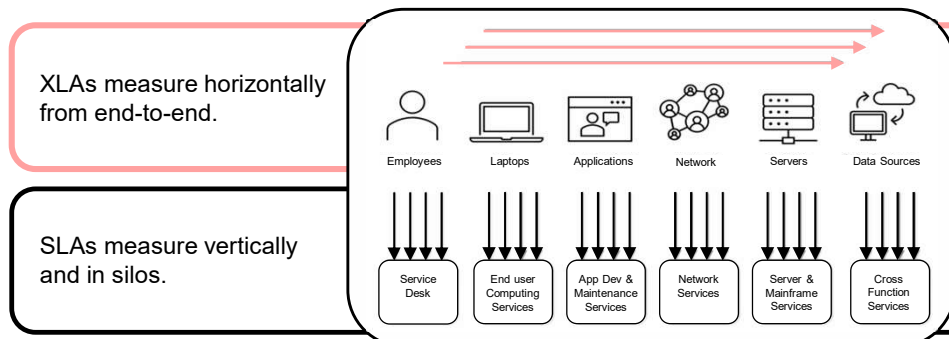 XLAs measure horizontally
from end-to-end.
Employees
Laptops
Applications
Network
Servers
Data Sources
SLAs measure vertically
and in silos.
Service
Desk
End user
Computing
Services
App Dev &
Maintenance
Services
Network
Services
Server &
Mainframe
Services
Cross
Function
Services